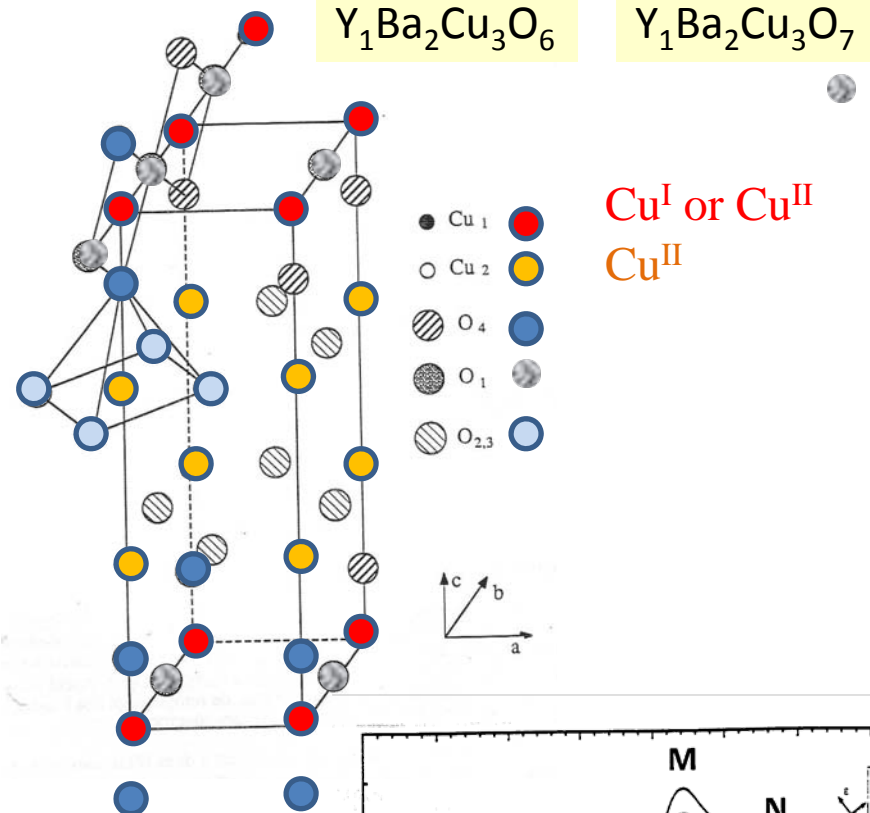 Y₁Ba₂Cu₃O₆ Y₁Ba₂Cu₃O₇
Cuᴵ or Cuᴵᴵ
Cuᴵᴵ
Cu 1
Cu 2
O 4
O 1
O 2,3
c
b
a
M
N
ε